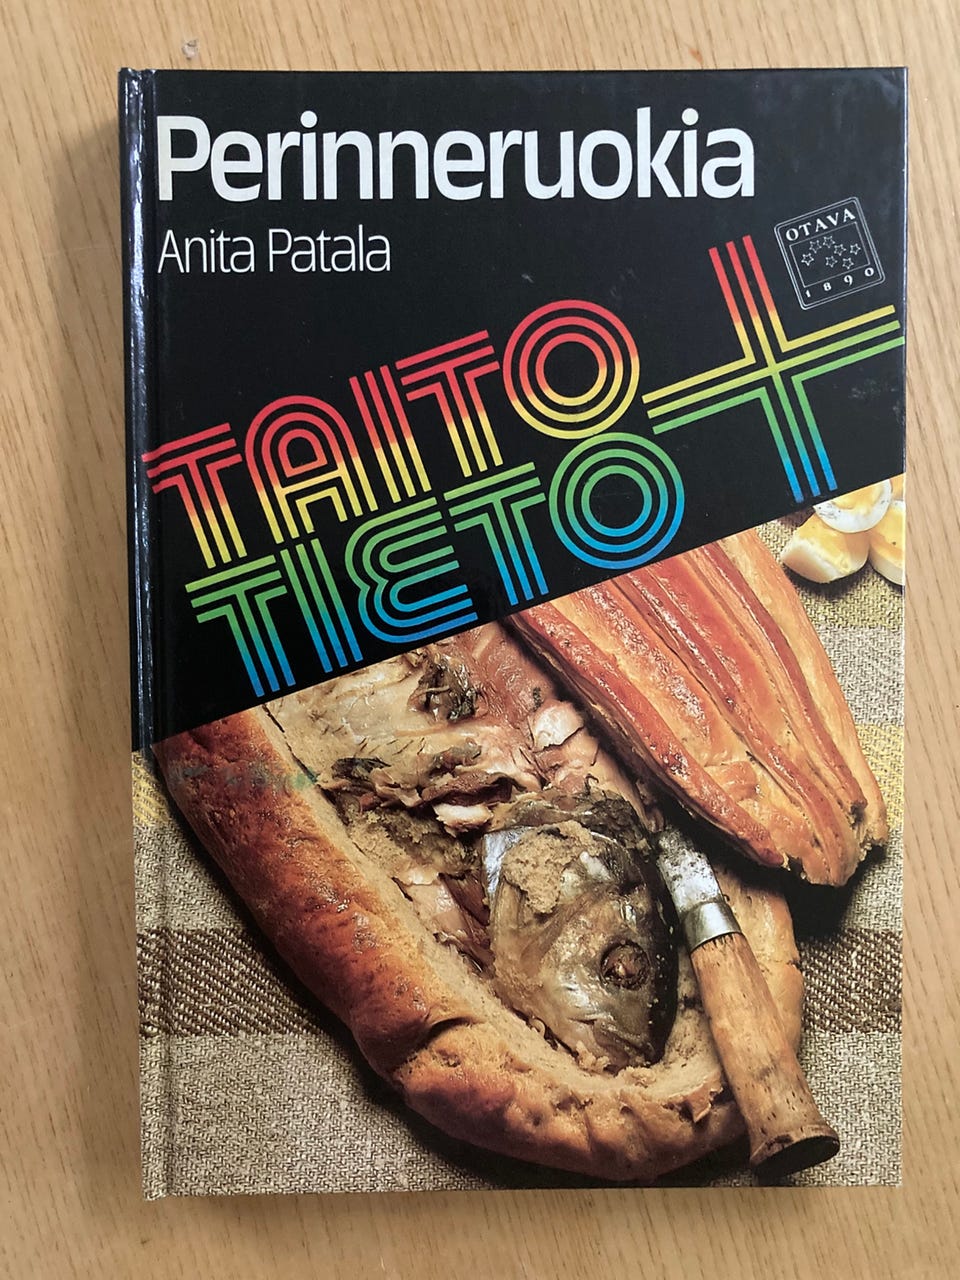 Perinneruokia
Anita Patala
OTAVA
1890
TAITO
TIETO
+